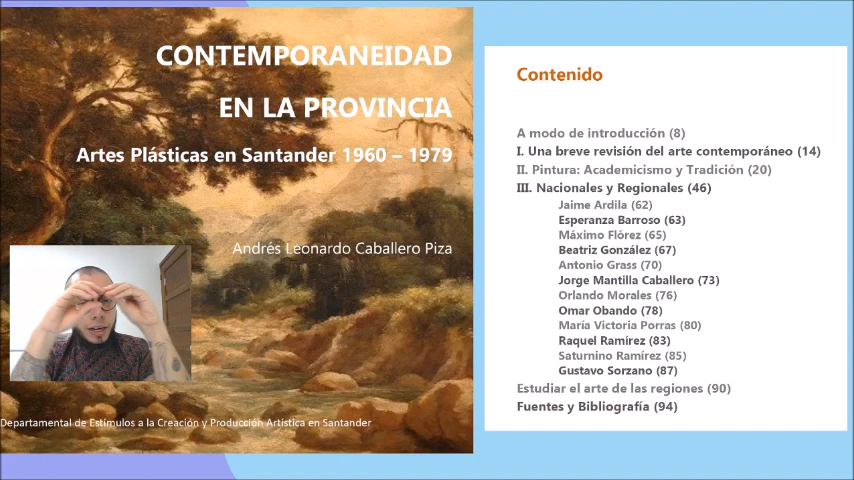 CONTEMPORANEIDAD
EN LA PROVINCIA
Artes Plásticas en Santander 1960 – 1979
Andrés Leonardo Caballero Piza
Departamental de Estímulos a la Creación y Producción Artística en Santander
Contenido
A modo de introducción (8)
I. Una breve revisión del arte contemporáneo (14)
II. Pintura: Academicismo y Tradición (20)
III. Nacionales y Regionales (46)
Jaime Ardila (62)
Esperanza Barroso (63)
Máximo Flórez (65)
Beatriz González (67)
Antonio Grass (70)
Jorge Mantilla Caballero (73)
Orlando Morales (76)
Omar Obando (78)
María Victoria Porras (80)
Raquel Ramírez (83)
Saturnino Ramírez (85)
Gustavo Sorzano (87)
Estudiar el arte de las regiones (90)
Fuentes y Bibliografía (94)